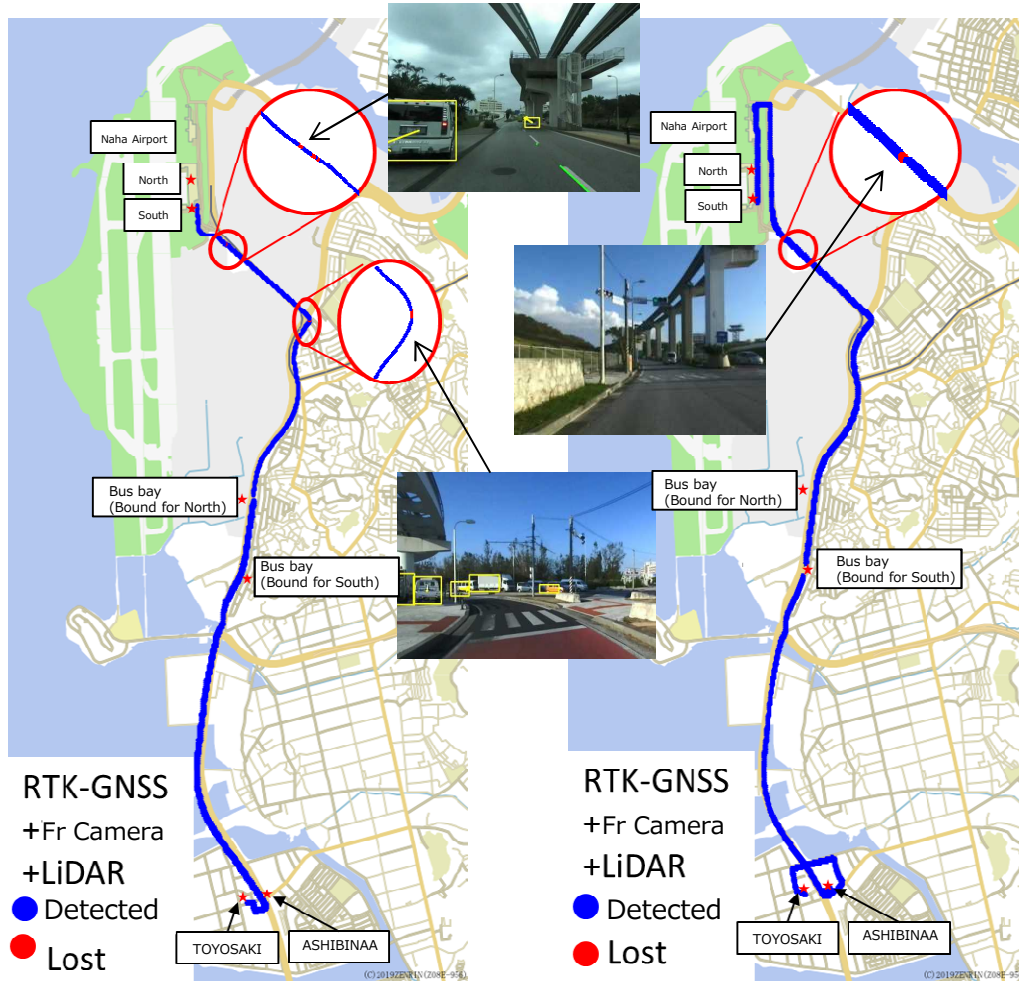 Naha Airport
North
South
Bus bay
(Bound for North)
Bus bay
(Bound for South)
RTK-GNSS
+Fr Camera
+LiDAR
Detected
Lost
TOYOSAKI
ASHIBINAA
(C)2019ZENRIN(Z08E-956)
Naha Airport
North
South
Bus bay
(Bound for North)
Bus bay
(Bound for South)
RTK-GNSS
+Fr Camera
+LiDAR
Detected
Lost
TOYOSAKI
ASHIBINAA
(C)2019ZENRIN(Z08E-95